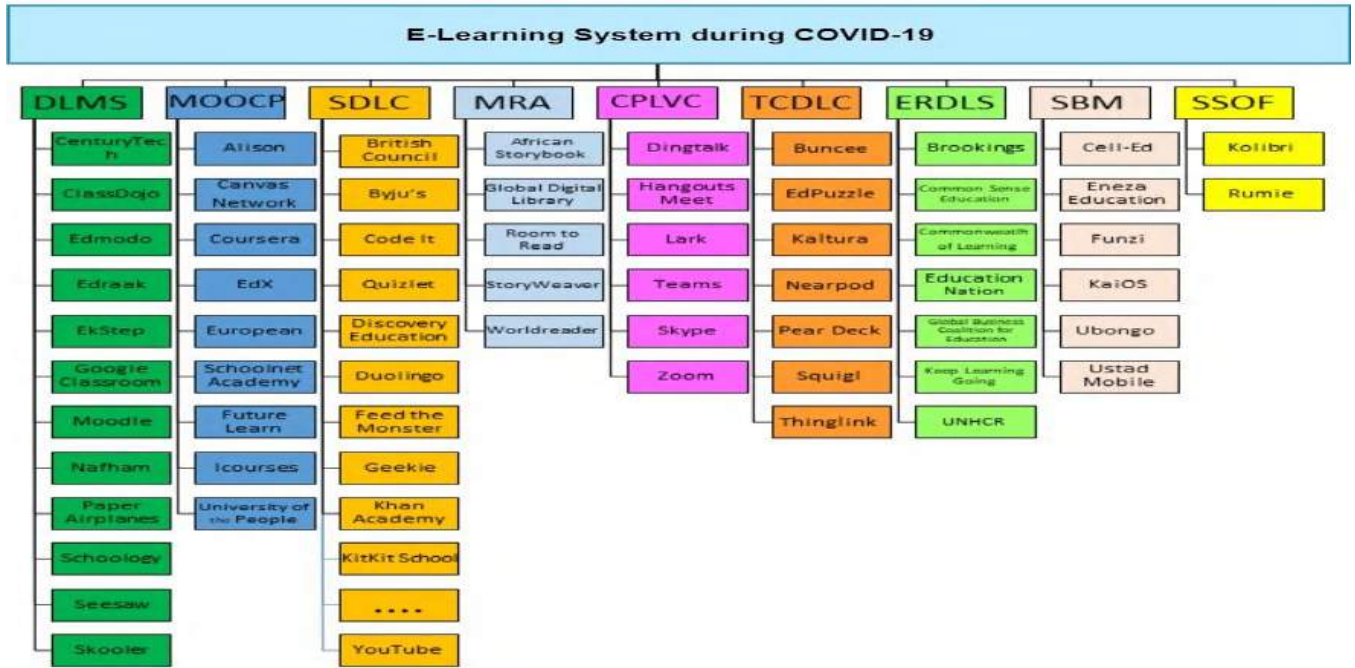 E-Learning System during COVID-19
DLMS
CenturyTec
h
ClassDojo
Edmodo
Edraak
EkStep
Google
Classroom
Moodle
Nafham
Paper
Airplanes
Schoology
Seesaw
Skooler
MOOCP
Alison
Canvas
Network
Coursera
EdX
European
Schoolnet
Academy
Future
Learn
Icourses
University of
the People
SDLC
British
Council
Byju's
Code It
Quizlet
Discovery
Education
Duolingo
Feed the
Monster
Geekie
Khan
Academy
KitKit School
....
YouTube
MRA
African
Storybook
Global Digital
Library
Room to
Read
StoryWeaver
Worldreader
CPLVC
Dingtalk
Hangouts
Meet
Lark
Teams
Skype
Zoom
TCDLC
Buncee
EdPuzzle
Kaltura
Nearpod
Pear Deck
Squigl
Thinglink
ERDLS
Brookings
Common Sense
Education
Commonwealth
of Learning
Education
Nation
Global Business
Coalition for
Education
Keep Learning
Going
UNHCR
SBM
Cell-Ed
Eneza
Education
Funzi
KaiOS
Ubongo
Ustad
Mobile
SSOF
Kolibri
Rumie